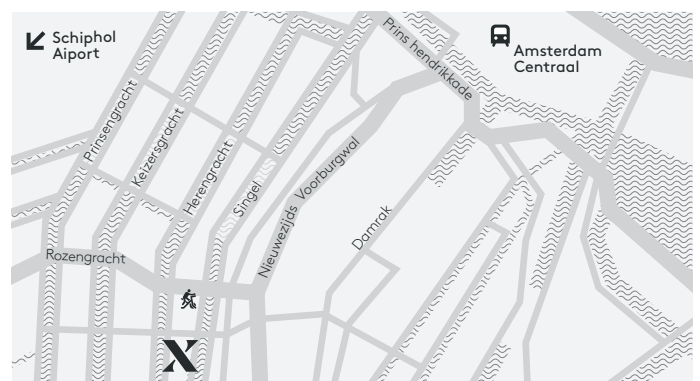 Schiphol
Aiport
Amsterdam
Centraal
Prins hendrikkade
Prinsengracht
Keizersgracht
Herengracht
Singel
Nieuwezijds Voorburgwal
Damrak
Rozengracht
X